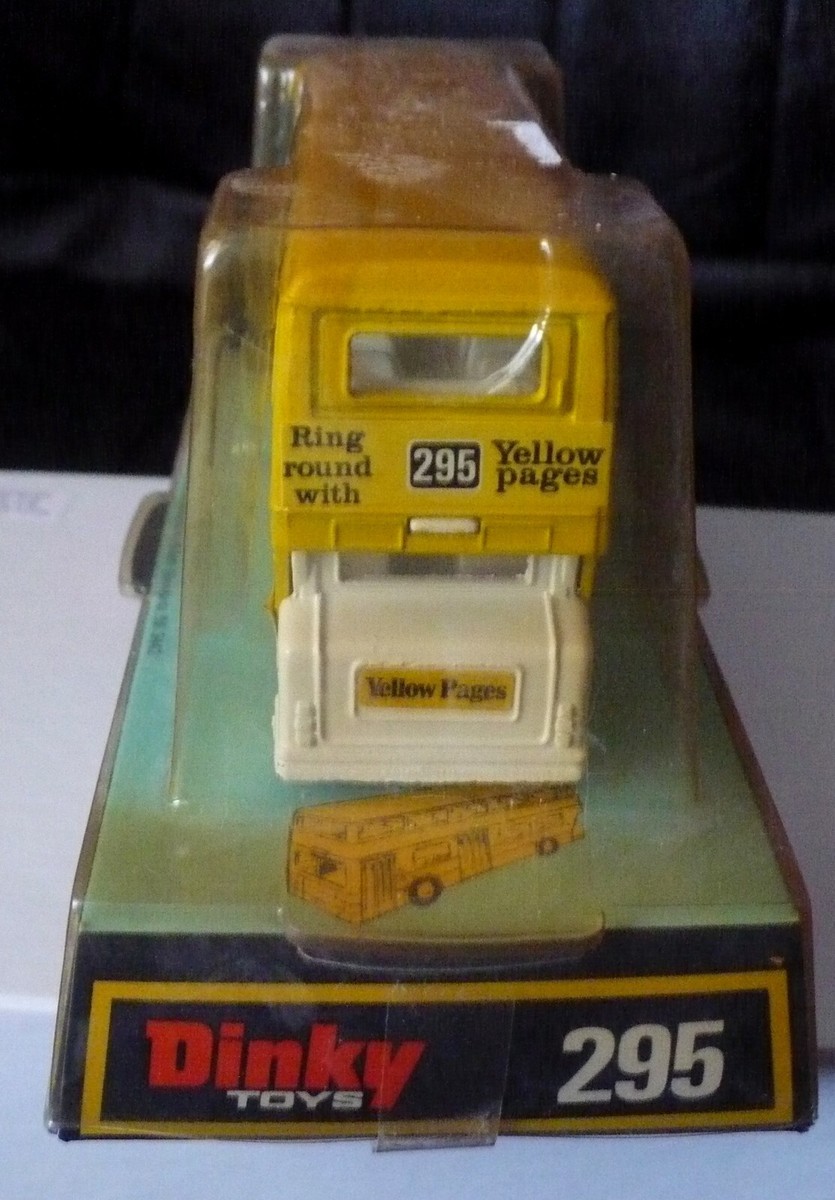 Ring
round
with
295
Yellow
pages
Yellow Pages
Dinky
TOYS
295